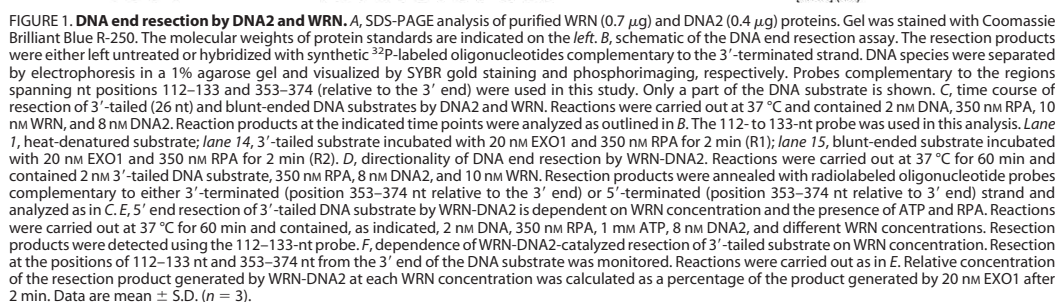 FIGURE 1. DNA end resection by DNA2 and WRN. A, SDS-PAGE analysis of purified WRN (0.7 μg) and DNA2 (0.4 μg) proteins. Gel was stained with Coomassie
Brilliant Blue R-250. The molecular weights of protein standards are indicated on the left. B, schematic of the DNA end resection assay. The resection products
were either left untreated or hybridized with synthetic ³²P-labeled oligonucleotides complementary to the 3′-terminated strand. DNA species were separated
by electrophoresis in a 1% agarose gel and visualized by SYBR gold staining and phosphorimaging, respectively. Probes complementary to the regions
spanning nt positions 112–133 and 353–374 (relative to the 3′ end) were used in this study. Only a part of the DNA substrate is shown. C, time course of
resection of 3′-tailed (26 nt) and blunt-ended DNA substrates by DNA2 and WRN. Reactions were carried out at 37 °C and contained 2 nM DNA, 350 nM RPA, 10
nM WRN, and 8 nM DNA2. Reaction products at the indicated time points were analyzed as outlined in B. The 112- to 133-nt probe was used in this analysis. Lane
1, heat-denatured substrate; lane 14, 3′-tailed substrate incubated with 20 nM EXO1 and 350 nM RPA for 2 min (R1); lane 15, blunt-ended substrate incubated
with 20 nM EXO1 and 350 nM RPA for 2 min (R2). D, directionality of DNA end resection by WRN-DNA2. Reactions were carried out at 37 °C for 60 min and
contained 2 nM 3′-tailed DNA substrate, 350 nM RPA, 8 nM DNA2, and 10 nM WRN. Resection products were annealed with radiolabeled oligonucleotide probes
complementary to either 3′-terminated (position 353–374 nt relative to the 3′ end) or 5′-terminated (position 353–374 nt relative to 3′ end) strand and
analyzed as in C. E, 5′ end resection of 3′-tailed DNA substrate by WRN-DNA2 is dependent on WRN concentration and the presence of ATP and RPA. Reactions
were carried out at 37 °C for 60 min and contained, as indicated, 2 nM DNA, 350 nM RPA, 1 mM ATP, 8 nM DNA2, and different WRN concentrations. Resection
products were detected using the 112–133-nt probe. F, dependence of WRN-DNA2-catalyzed resection of 3′-tailed substrate on WRN concentration. Resection
at the positions of 112–133 nt and 353–374 nt from the 3′ end of the DNA substrate was monitored. Reactions were carried out as in E. Relative concentration
of the resection product generated by WRN-DNA2 at each WRN concentration was calculated as a percentage of the product generated by 20 nM EXO1 after
2 min. Data are mean ± S.D. (n = 3).